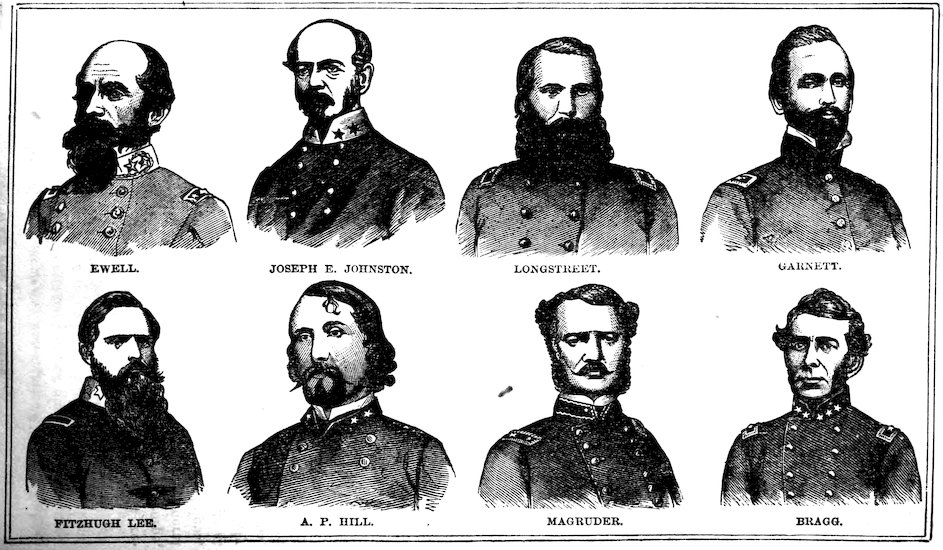 EWELL.
JOSEPH E. JOHNSTON.
LONGSTREET.
GARNETT.
FITZHUGH LEE.
A. P. HILL.
MAGRUDER.
BRAGG.